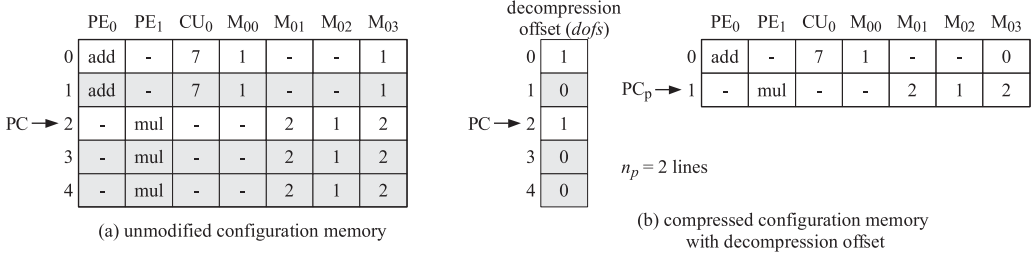 PE0 PE1 CU0 M00 M01 M02 M03
0 add - 7 1 - - 1
1 add - 7 1 - - 1
PC 2 - mul - - 2 1 2
3 - mul - - 2 1 2
4 - mul - - 2 1 2
(a) unmodified configuration memory
decompression
offset (dofs)
0 1
1 0
PC 2 1
3 0
4 0
PE0 PE1 CU0 M00 M01 M02 M03
0 add - 7 1 - - 0
PCp 1 - mul - - 2 1 2
np = 2 lines
(b) compressed configuration memory
with decompression offset